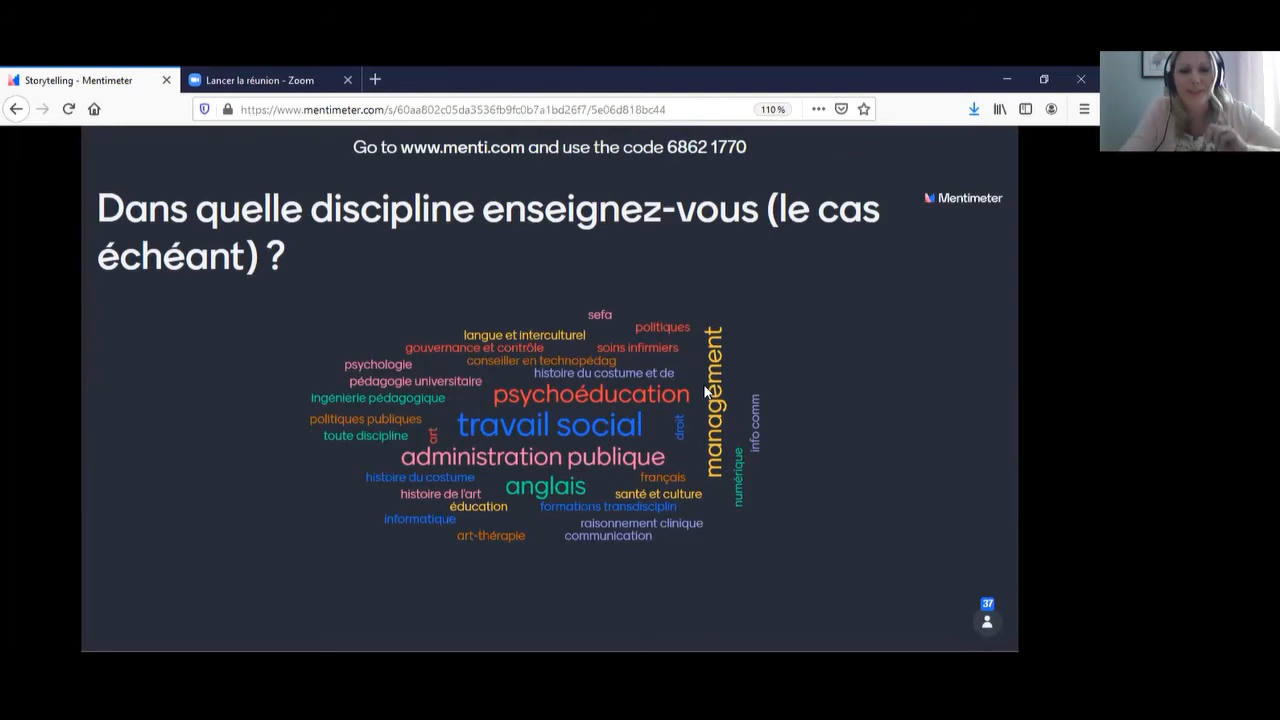 Storytelling - Mentimeter
Lancer la réunion - Zoom
https://www.mentimeter.com/s/60aa802c05da3536fb9fc0b7a1bd26f7/5e06d818bc44
110 %
Go to www.menti.com and use the code 6862 1770
Dans quelle discipline enseignez-vous (le cas
échéant) ?
Mentimeter
sefa
politiques
langue et interculturel
gouvernance et contrôle
soins infirmiers
conseiller en technopédag
psychologie
histoire du costume et de
pédagogie universitaire
psychoéducation
management
ingénierie pédagogique
info comm
politiques publiques
travail social
droit
toute discipline
art
administration publique
numérique
histoire du costume
français
anglais
histoire de l'art
santé et culture
éducation
formations transdisciplin
informatique
raisonnement clinique
art-thérapie
communication
37